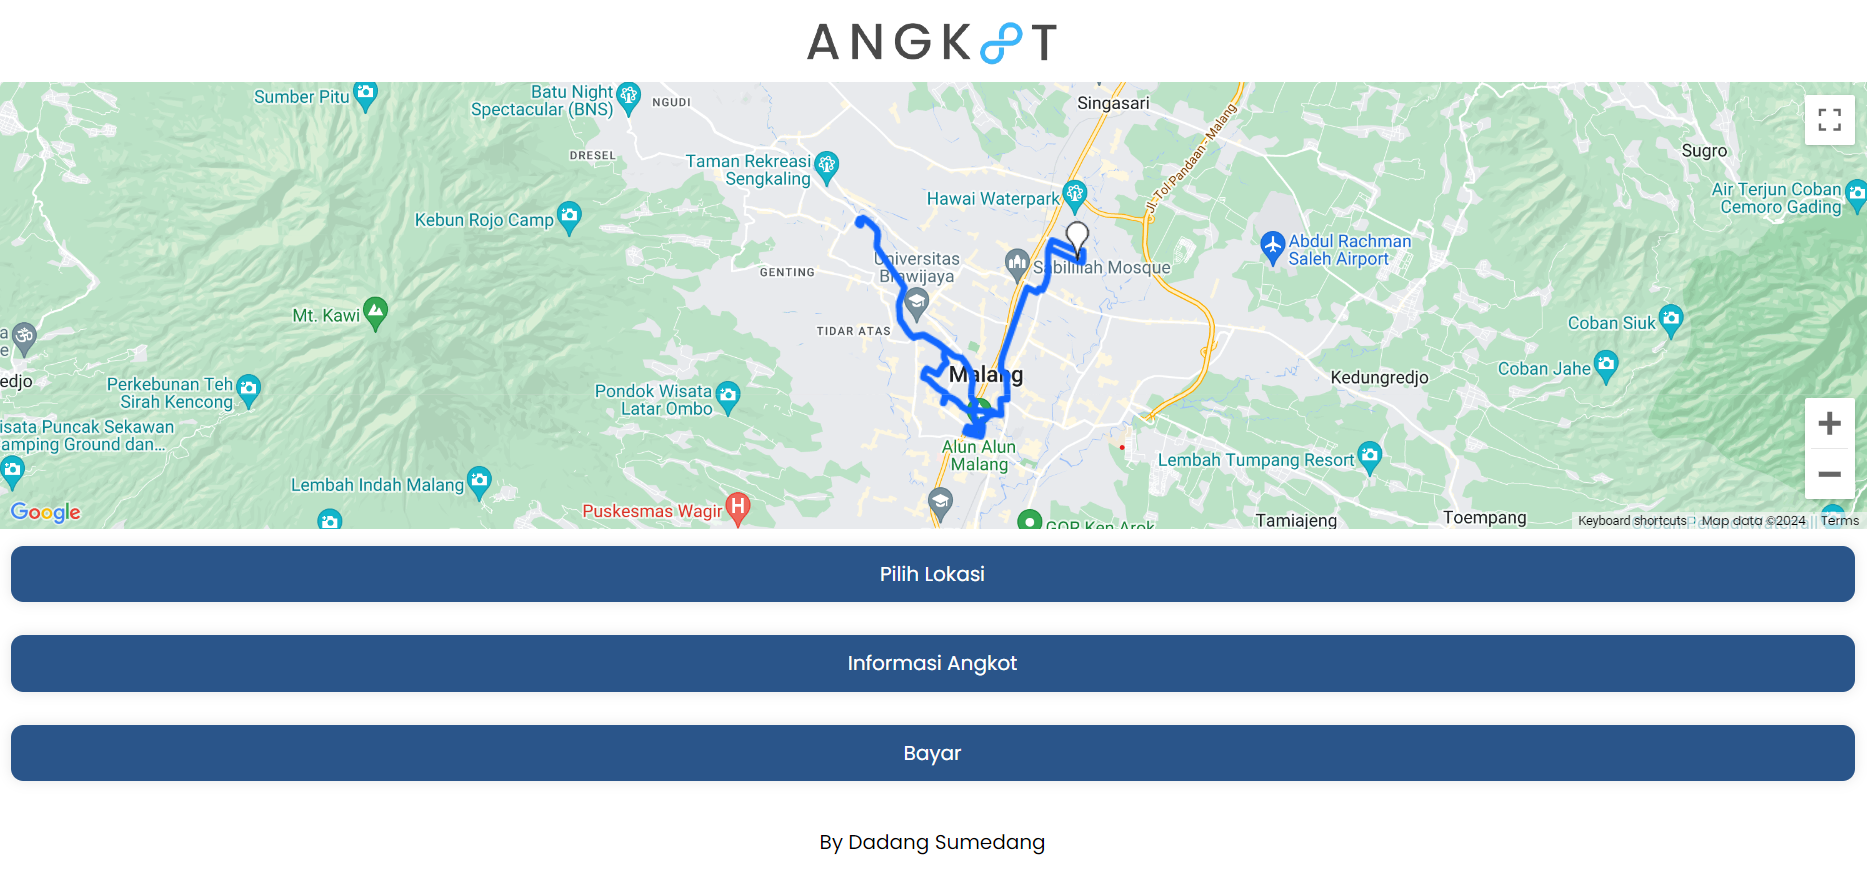 ANGKOT
Sumber Pitu
Batu Night
Spectacular (BNS)
NGUDI
Singasari
Jl. Tol Pandaan - Malang
DRESEL
Taman Rekreasi
Sengkaling
Sugro
Hawai Waterpark
Air Terjun Coban
Cemoro Gading
Kebun Rojo Camp
Abdul Rachman
Saleh Airport
Universitas
Brawijaya
Sabilillah Mosque
GENTING
Mt. Kawi
TIDAR ATAS
Coban Siuk
a
e
edjo
Perkebunan Teh
Sirah Kencong
Malang
Kedungredjo
Coban Jahe
Pondok Wisata
Latar Ombo
isata Puncak Sekawan
amping Ground dan...
Alun Alun
Malang
Lembah Tumpang Resort
Lembah Indah Malang
Google
Puskesmas Wagir
H
GOR Ken Arok
Tamiajeng
Toempang
Keyboard shortcuts
Map data ©2024
Terms
Pilih Lokasi
Informasi Angkot
Bayar
By Dadang Sumedang